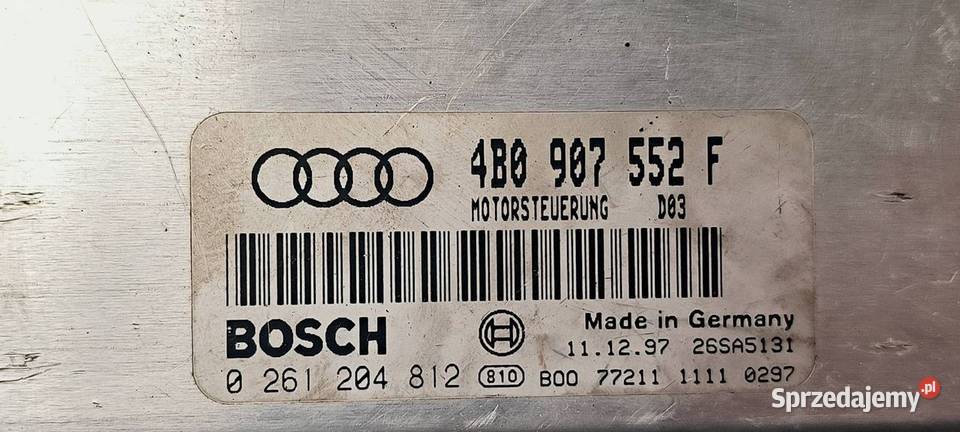 4B0 907 552 F
MOTORSTEUERUNG D03
BOSCH
Made in Germany
11.12.97 26SA5131
0 261 204 812 810 B00 77211 1111 0297
Sprzedajemy.pl